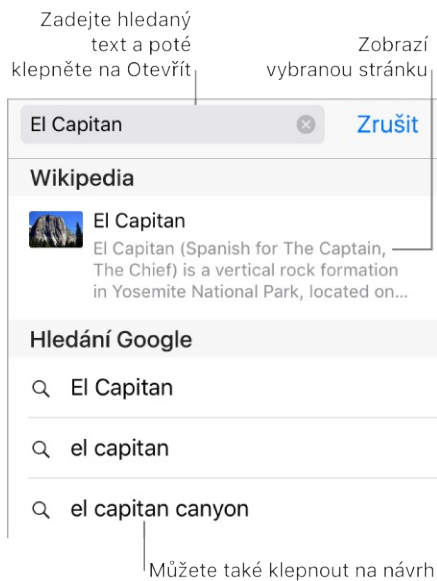 Zadejte hledaný
text a poté
klepněte na Otevřít
Zobrazí
vybranou stránku
El Capitan
Zrušit
Wikipedia
El Capitan
El Capitan (Spanish for The Captain,
The Chief) is a vertical rock formation
in Yosemite National Park, located on...
Hledání Google
El Capitan
el capitan
el capitan canyon
Můžete také klepnout na návrh